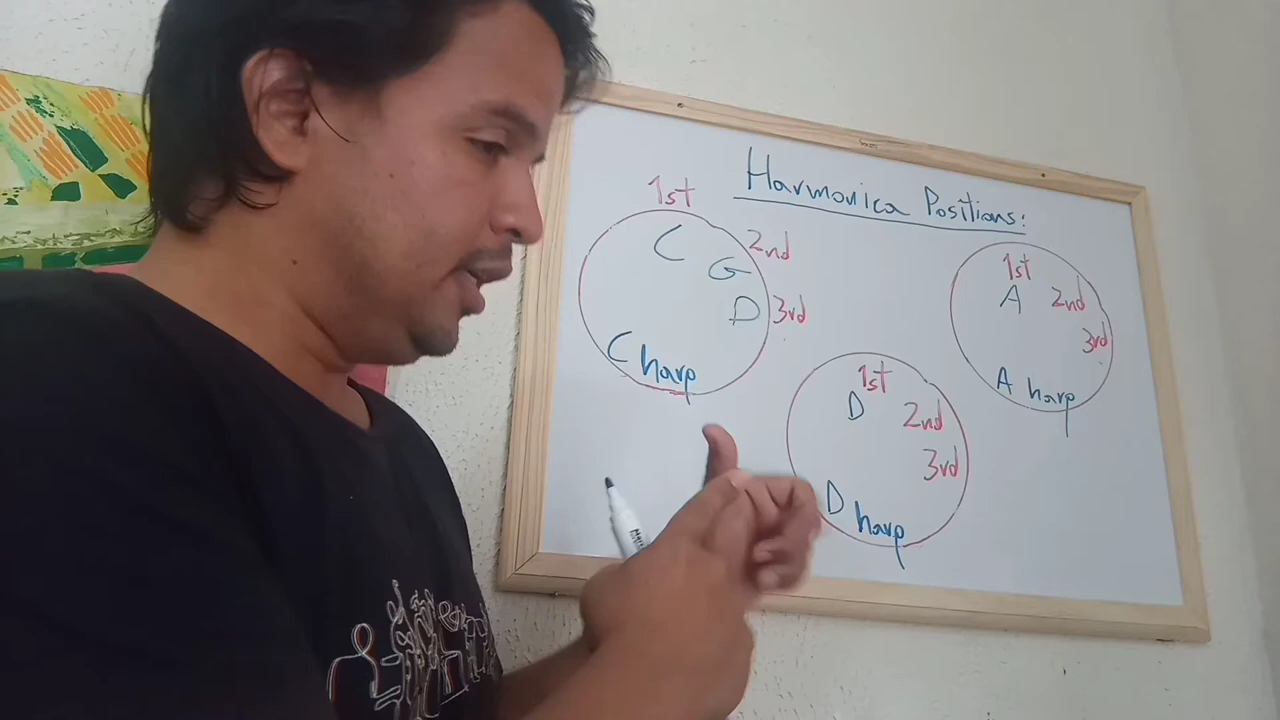 Harmonica Positions:
1st
C
2nd
G
D 3rd
C harp
1st
D
2nd
3rd
D harp
1st
A
2nd
3rd
A harp